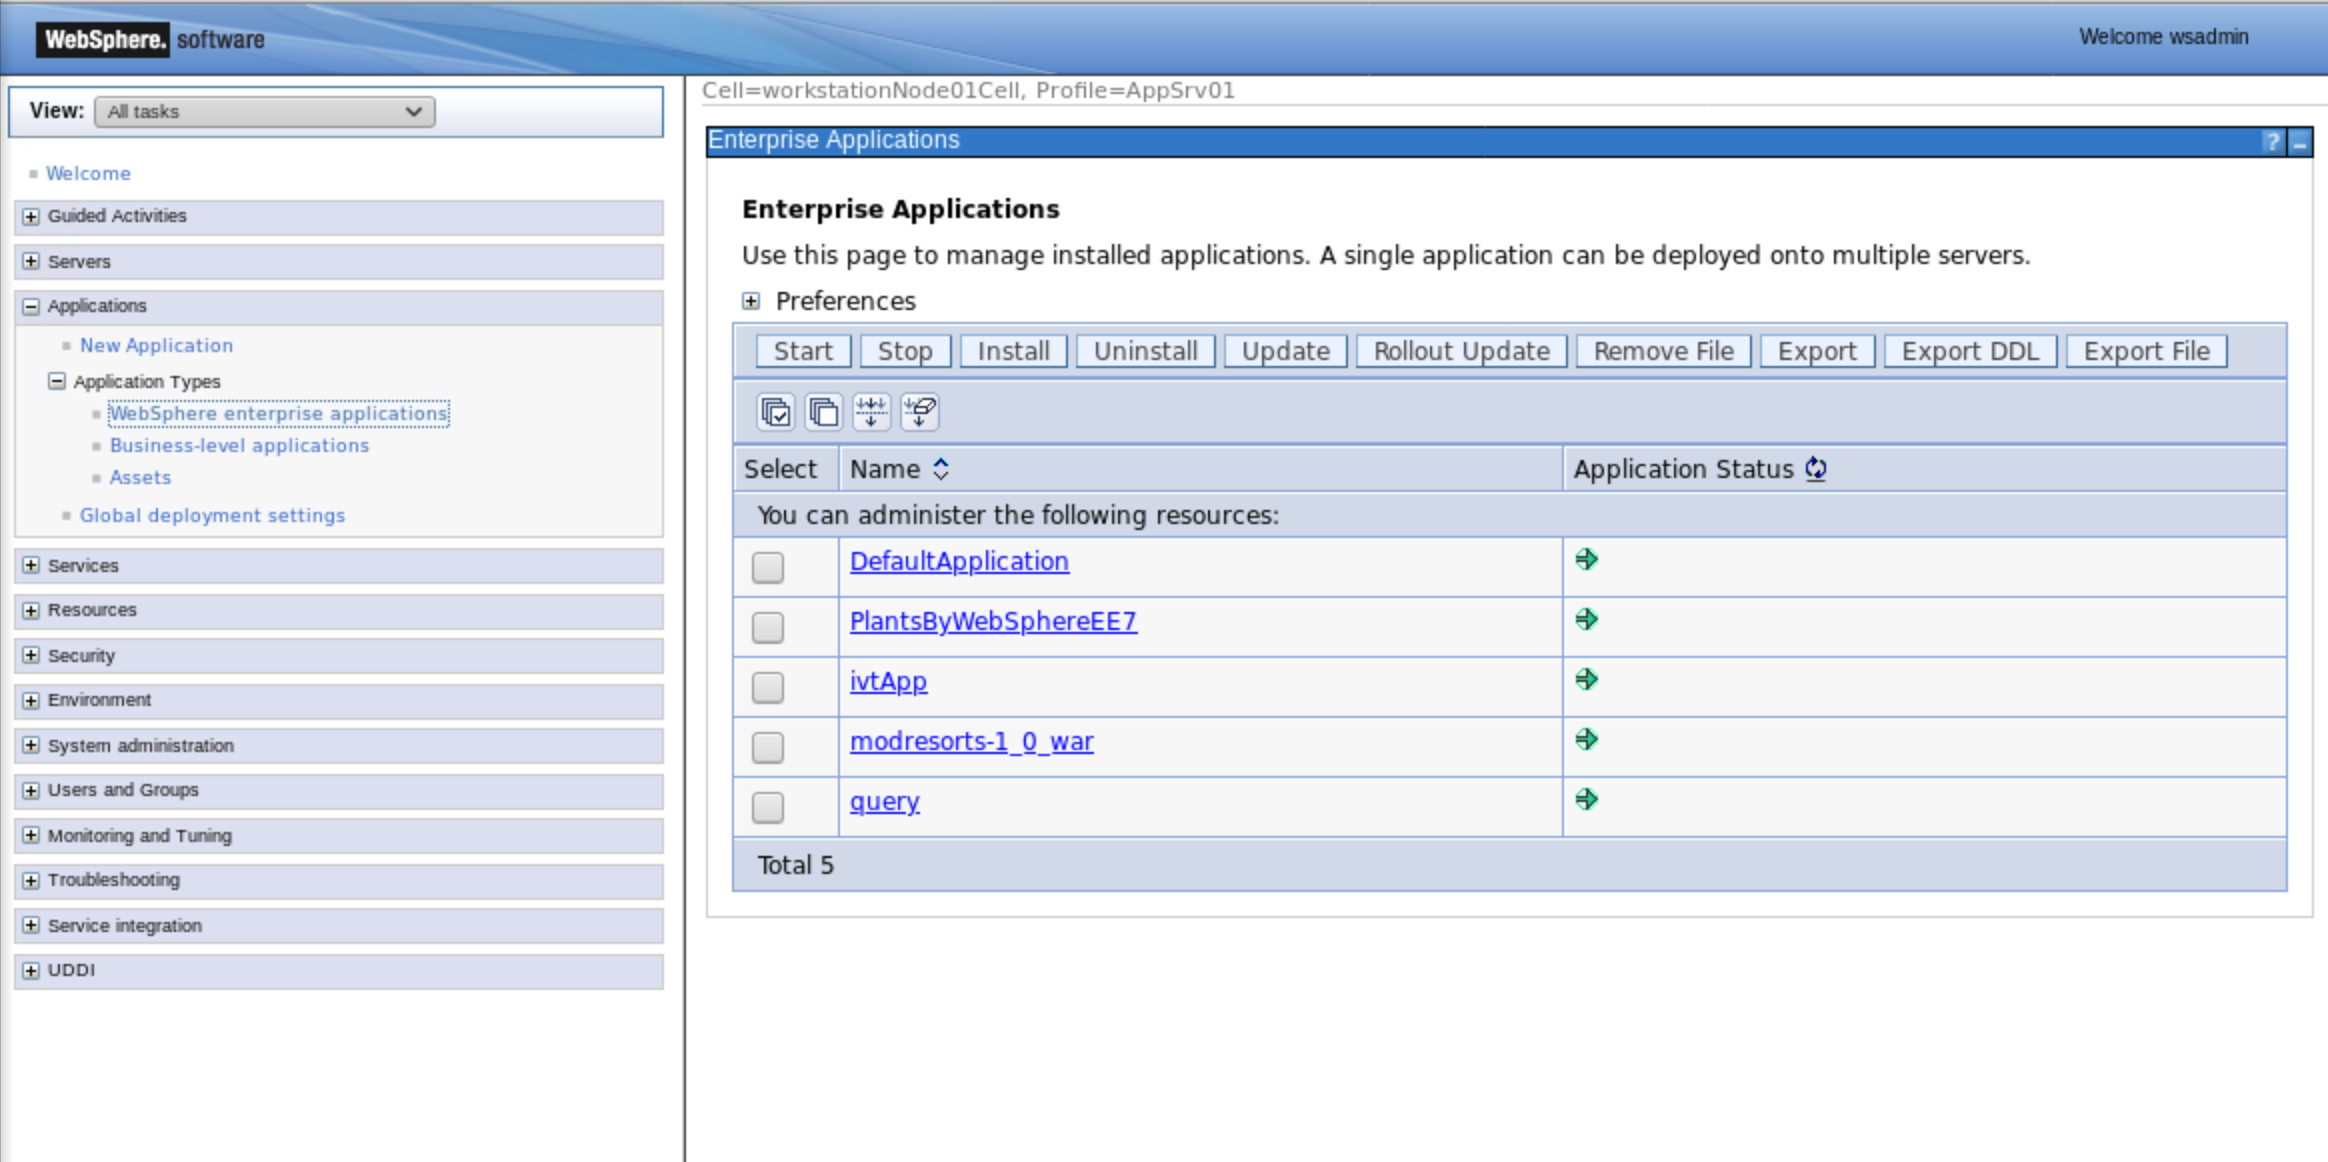 WebSphere. software
Welcome wsadmin
View: All tasks
Welcome
Guided Activities
Servers
Applications
New Application
Application Types
WebSphere enterprise applications
Business-level applications
Assets
Global deployment settings
Services
Resources
Security
Environment
System administration
Users and Groups
Monitoring and Tuning
Troubleshooting
Service integration
UDDI
Cell=workstationNode01Cell, Profile=AppSrv01
Enterprise Applications ? –
Enterprise Applications
Use this page to manage installed applications. A single application can be deployed onto multiple servers.
Preferences
Start Stop Install Uninstall Update Rollout Update Remove File Export Export DDL Export File
Select Name Application Status
You can administer the following resources:
DefaultApplication
PlantsByWebSphereEE7
ivtApp
modresorts-1_0_war
query
Total 5